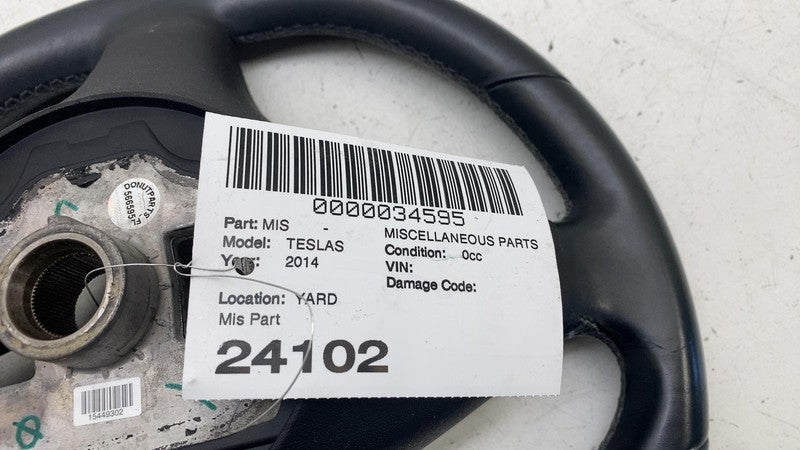 0000034595
Part: MIS - MISCELLANEOUS PARTS
Model: TESLAS Condition: 0cc
Year: 2014 VIN:
Damage Code:
Location: YARD
Mis Part
24102
DONUTPARTS
15449302